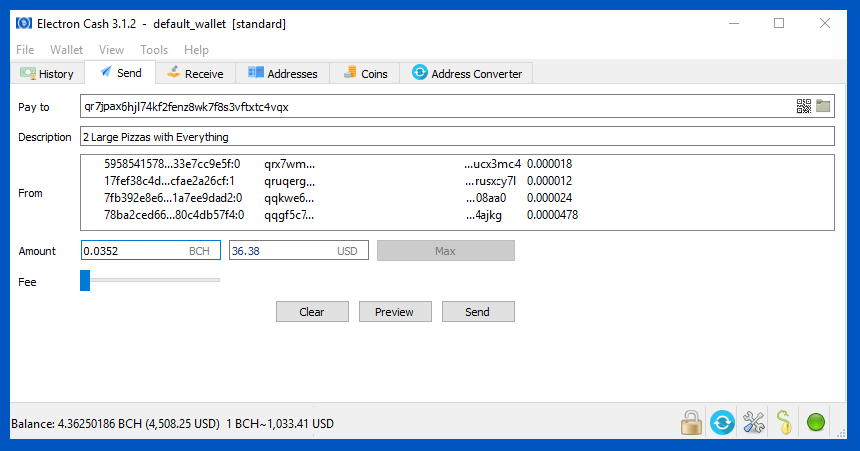 Electron Cash 3.1.2 - default_wallet [standard]
File Wallet View Tools Help
History Send Receive Addresses Coins Address Converter
Pay to qr7jpax6hjl74kf2fenz8wk7f8s3vftxtc4vqx
Description 2 Large Pizzas with Everything
5958541578...33e7cc9e5f:0 qrx7wm... ...ucx3mc4 0.000018
17fef38c4d...cfae2a26cf:1 qruqerg... ...rusxcy7l 0.000012
From
7fb392e8e6...1a7ee9dad2:0 qqkwe6... ...08aa0 0.000024
78ba2ced66...80c4db57f4:0 qqgf5c7... ...4ajkg 0.0000478
Amount 0.0352 BCH 36.38 USD Max
Fee
Clear Preview Send
Balance: 4.36250186 BCH (4,508.25 USD) 1 BCH~1,033.41 USD